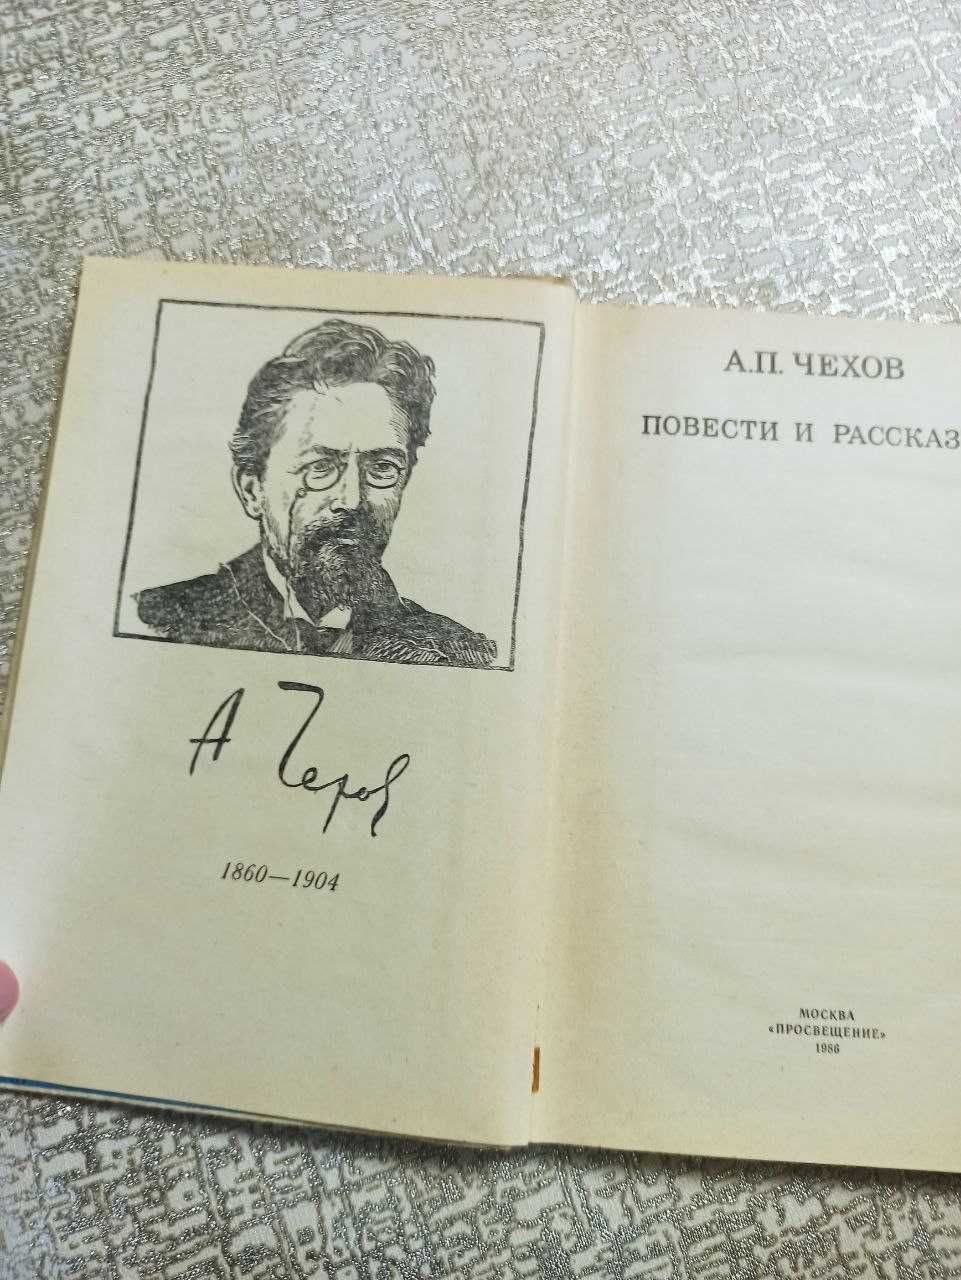 А Чехов
1860—1904
А.П. ЧЕХОВ
ПОВЕСТИ И РАССКАЗ
МОСКВА
«ПРОСВЕЩЕНИЕ»
1986